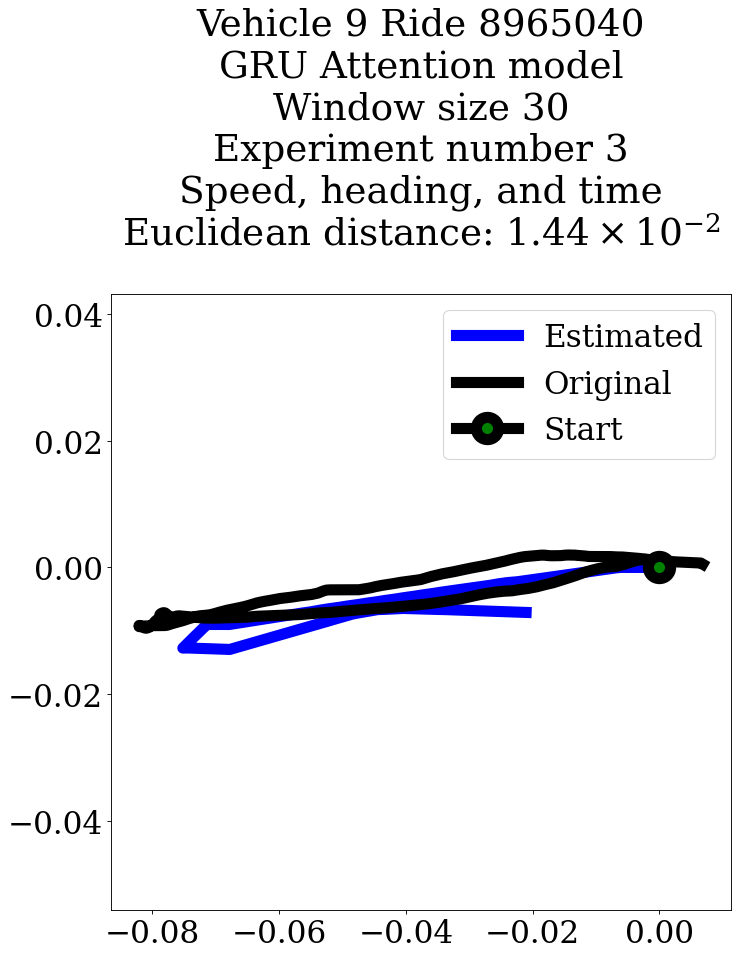 Vehicle 9 Ride 8965040
GRU Attention model
Window size 30
Experiment number 3
Speed, heading, and time
Euclidean distance: 1.44 × 10⁻²
Estimated
Original
Start
0.04
0.02
0.00
−0.02
−0.04
−0.08 −0.06 −0.04 −0.02 0.00